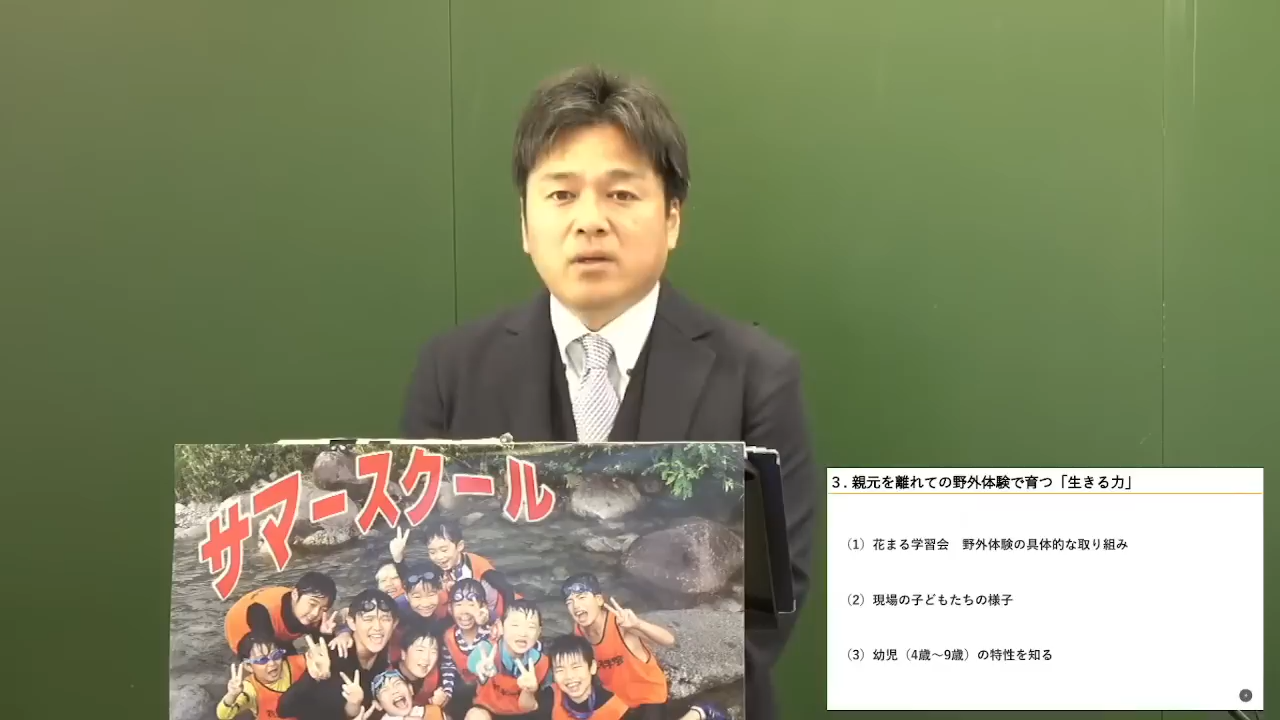 サマースクール
３. 親元を離れての野外体験で育つ「生きる力」
（1）花まる学習会　野外体験の具体的な取り組み
（2）現場の子どもたちの様子
（3）幼児（4歳～9歳）の特性を知る